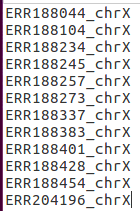 ERR188044_chrX
ERR188104_chrX
ERR188234_chrX
ERR188245_chrX
ERR188257_chrX
ERR188273_chrX
ERR188337_chrX
ERR188383_chrX
ERR188401_chrX
ERR188428_chrX
ERR188454_chrX
ERR204196_chrX